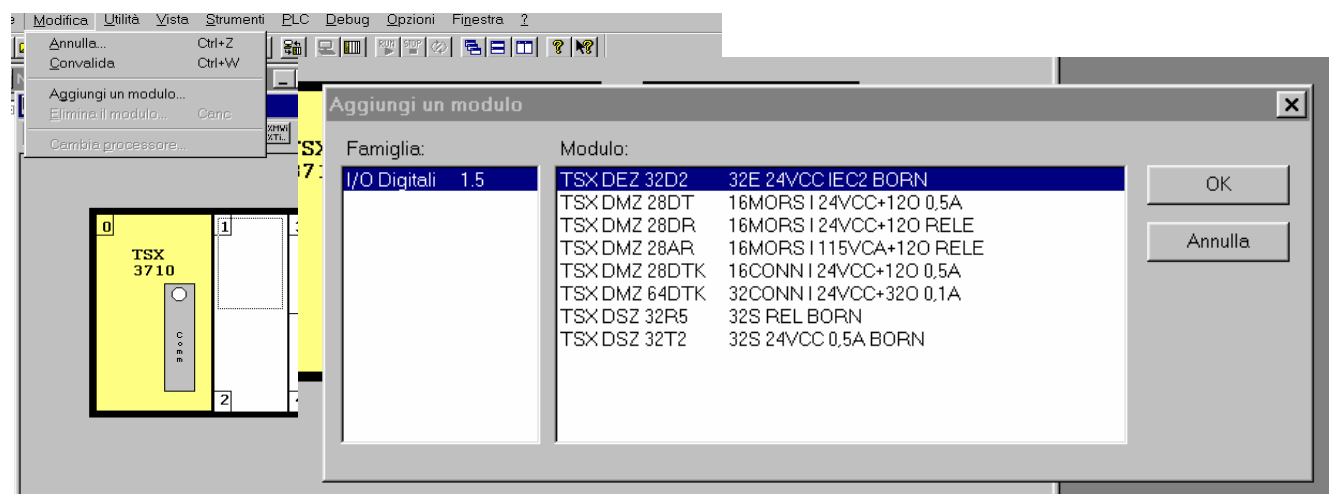 Modifica Utilità Vista Strumenti PLC Debug Opzioni Finestra ?
Annulla... Ctrl+Z
Convalida Ctrl+W
Aggiungi un modulo...
Elimina il modulo... Canc
Cambia processore...
RUN STOP
0
TSX
3710
C
o
m
m
1
2
Aggiungi un modulo
Famiglia:
I/O Digitali 1.5
Modulo:
TSX DEZ 32D2 32E 24VCC IEC2 BORN
TSX DMZ 28DT 16MORS I 24VCC+12O 0,5A
TSX DMZ 28DR 16MORS I 24VCC+12O RELE
TSX DMZ 28AR 16MORS I 115VCA+12O RELE
TSX DMZ 28DTK 16CONN I 24VCC+12O 0,5A
TSX DMZ 64DTK 32CONN I 24VCC+32O 0,1A
TSX DSZ 32R5 32S REL BORN
TSX DSZ 32T2 32S 24VCC 0,5A BORN
OK
Annulla